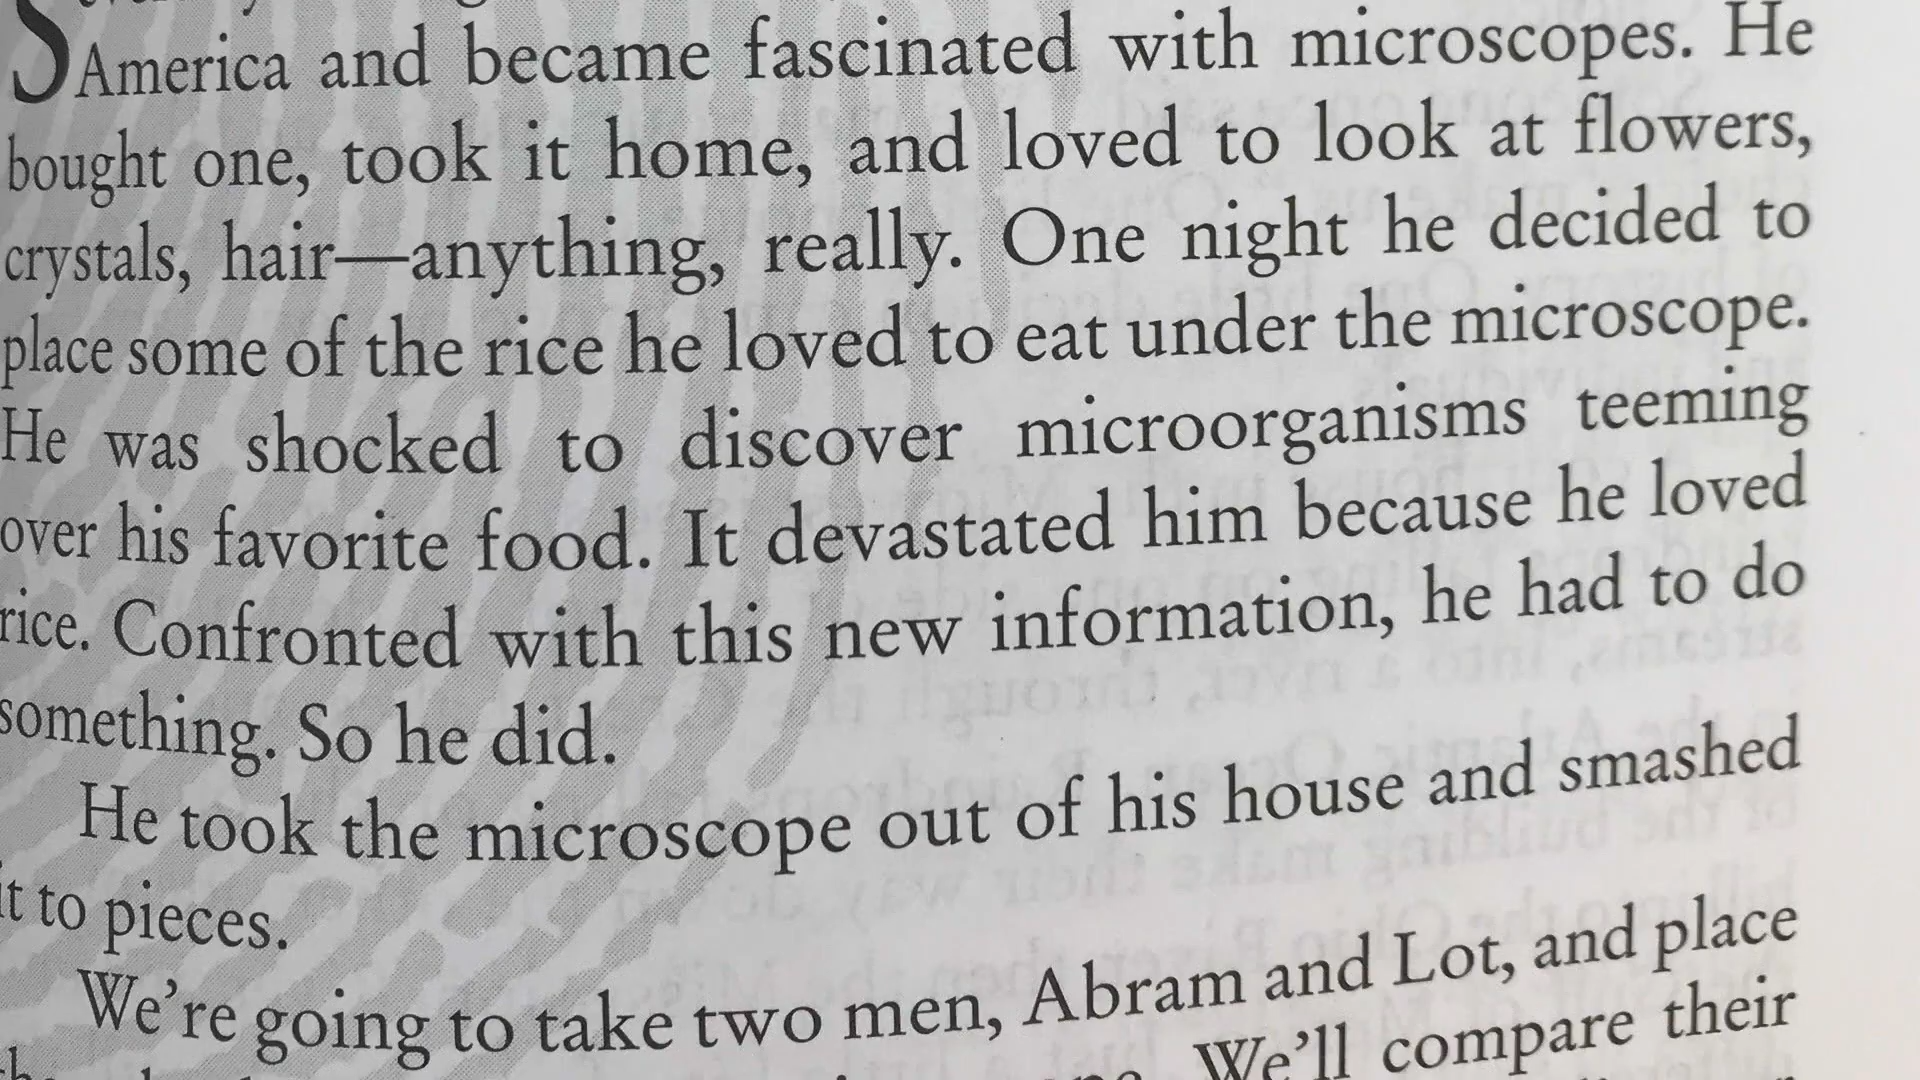 S
America and became fascinated with microscopes. He
bought one, took it home, and loved to look at flowers,
crystals, hair—anything, really. One night he decided to
place some of the rice he loved to eat under the microscope.
He was shocked to discover microorganisms teeming
over his favorite food. It devastated him because he loved
rice. Confronted with this new information, he had to do
something. So he did.
He took the microscope out of his house and smashed
it to pieces.
We're going to take two men, Abram and Lot, and place
We'll compare their